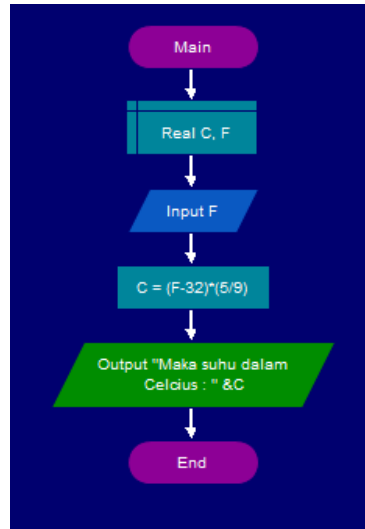 Main
Real C, F
Input F
C = (F-32)*(5/9)
Output "Maka suhu dalam
Celcius : " &C
End